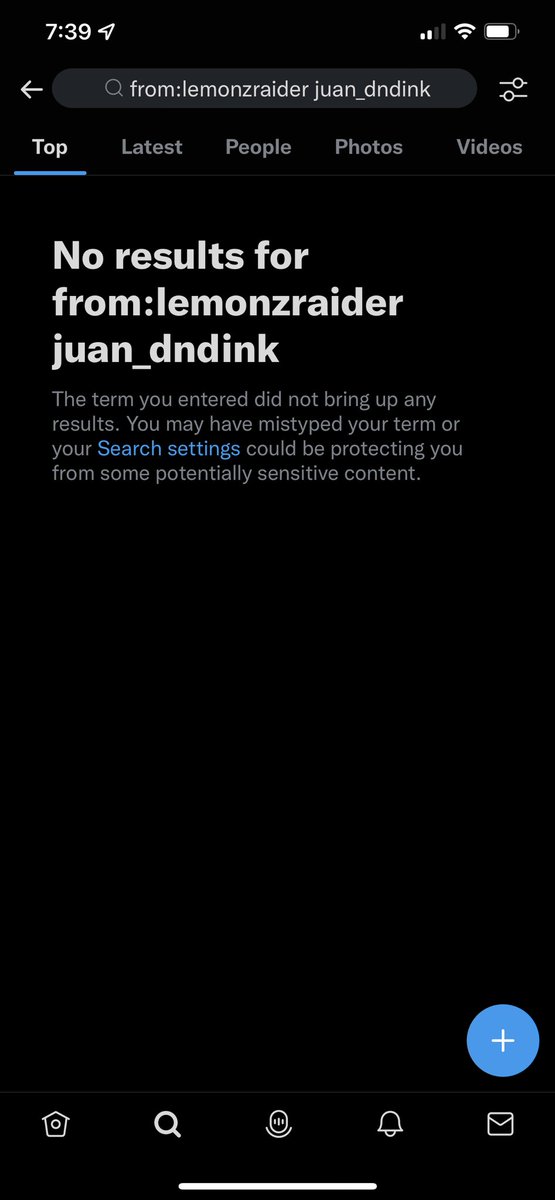 7:39
from:lemonzraider juan_dndink
Top Latest People Photos Videos
No results for
from:lemonzraider
juan_dndink
The term you entered did not bring up any
results. You may have mistyped your term or
your Search settings could be protecting you
from some potentially sensitive content.